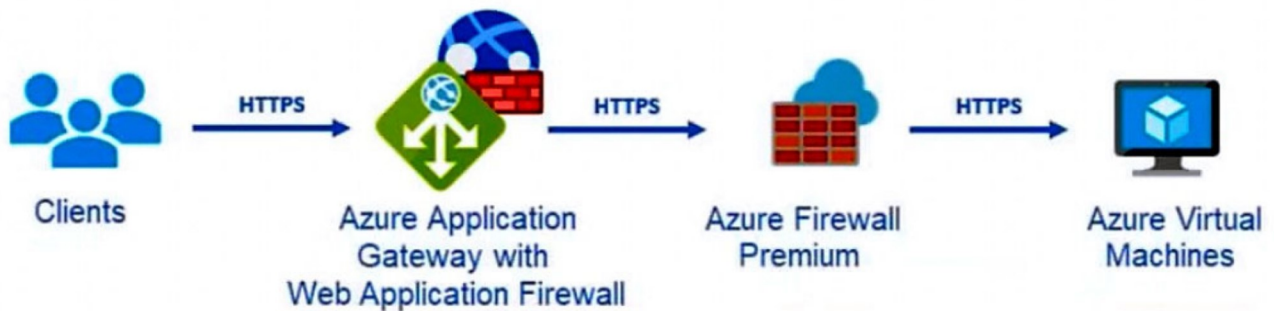 HTTPS
HTTPS
HTTPS
Clients
Azure Application
Gateway with
Web Application Firewall
Azure Firewall
Premium
Azure Virtual
Machines